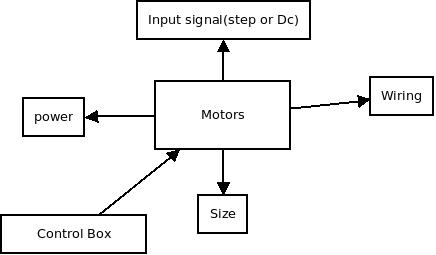 Input signal(step or Dc)
Motors
Wiring
power
Size
Control Box